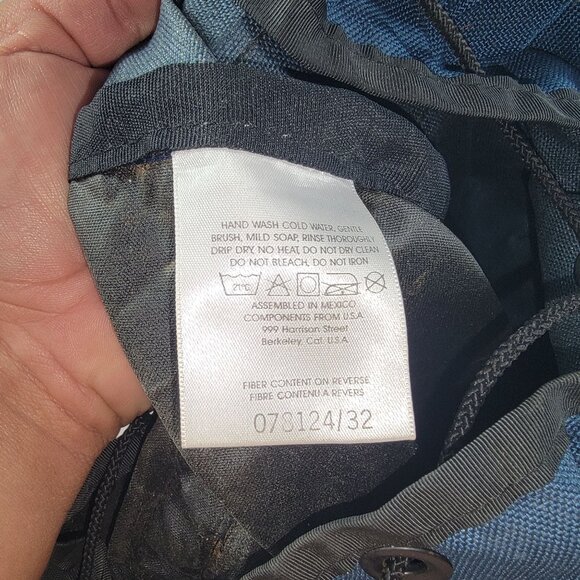 HAND WASH COLD WATER, GENTLE
BRUSH, MILD SOAP, RINSE THOROUGHLY
DRIP DRY, NO HEAT, DO NOT DRY CLEAN
DO NOT BLEACH, DO NOT IRON
21°C
ASSEMBLED IN MEXICO
COMPONENTS FROM U.S.A
999 Harrison Street
Berkeley, Cal. U.S.A
FIBER CONTENT ON REVERSE
FIBRE CONTENU A REVERS
078124/32